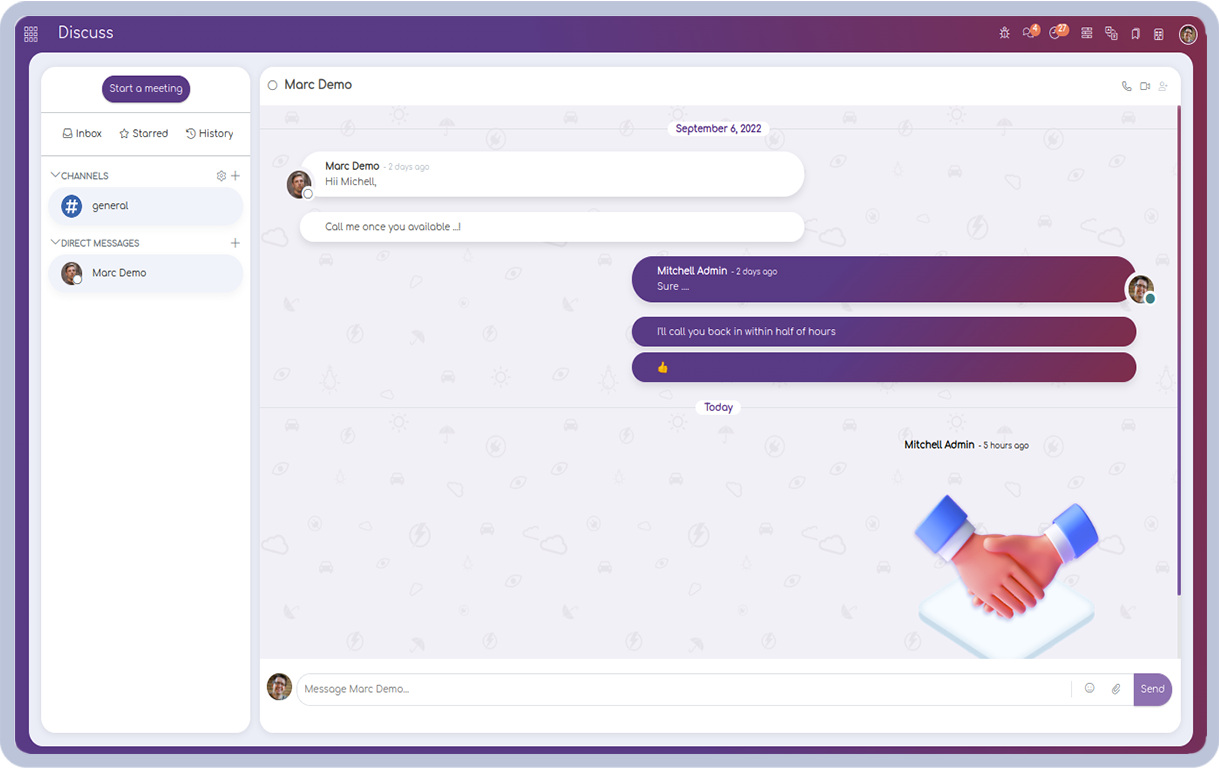 Discuss
4
27
Start a meeting
Inbox
Starred
History
CHANNELS
general
DIRECT MESSAGES
Marc Demo
Marc Demo
September 6, 2022
Marc Demo - 2 days ago
Hii Michell,
Call me once you available ...!
Mitchell Admin - 2 days ago
Sure ....
I'll call you back in within half of hours
Today
Mitchell Admin - 5 hours ago
Message Marc Demo...
Send